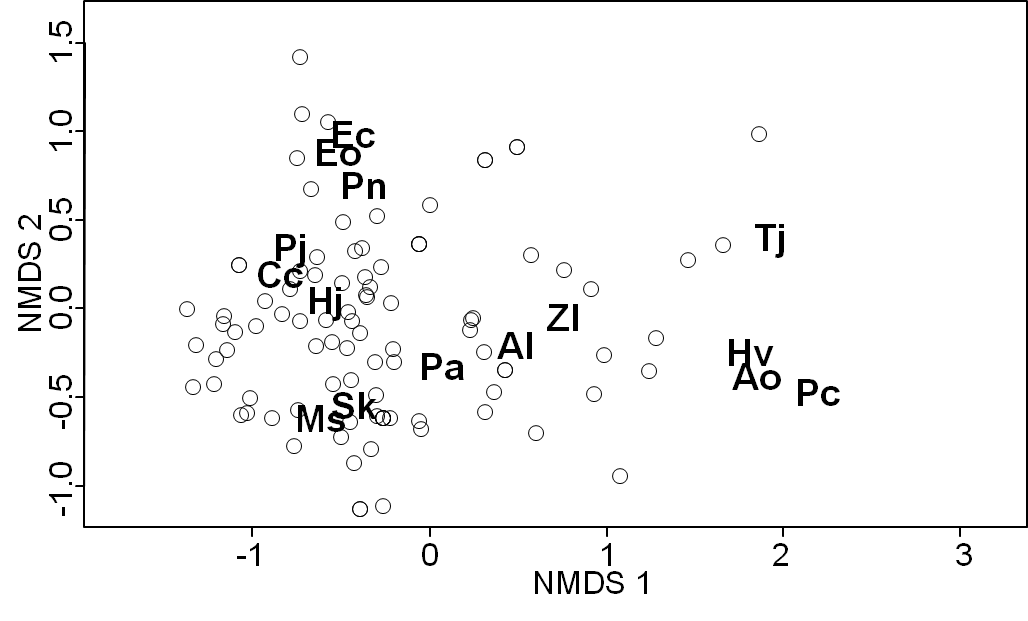 1.5
1.0
0.5
0.0
-0.5
-1.0
NMDS 2
Ec
Eo
Pn
Pj
Cc
Hj
Tj
Zl
Al
Pa
Hv
Ao
Pc
Sk
Ms
-1
0
1
2
3
NMDS 1